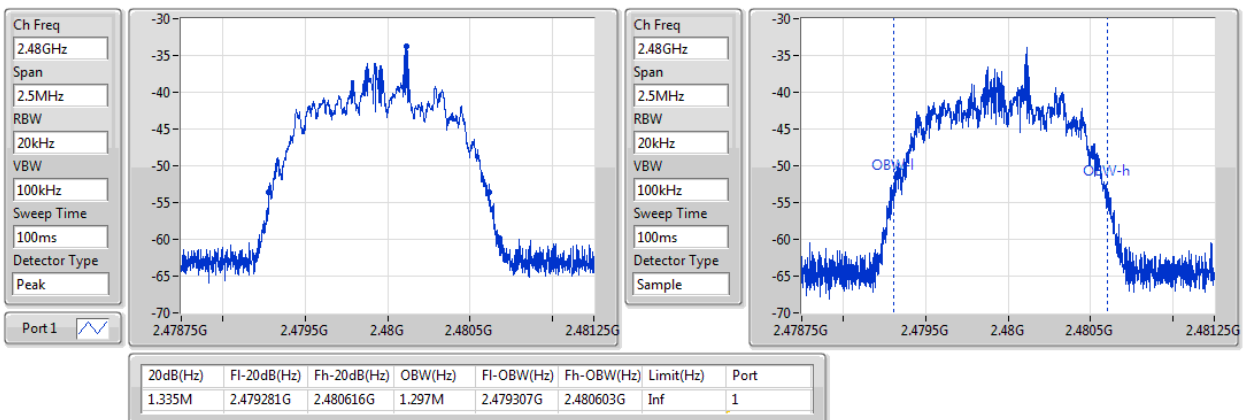 Ch Freq
2.48GHz
Span
2.5MHz
RBW
20kHz
VBW
100kHz
Sweep Time
100ms
Detector Type
Peak
Port 1
-30
-35
-40
-45
-50
-55
-60
-65
-70
2.47875G
2.4795G
2.48G
2.4805G
2.48125G
Ch Freq
2.48GHz
Span
2.5MHz
RBW
20kHz
VBW
100kHz
Sweep Time
100ms
Detector Type
Sample
-30
-35
-40
-45
-50
-55
-60
-65
-70
OBW-l
OBW-h
2.47875G
2.4795G
2.48G
2.4805G
2.48125G
20dB(Hz) Fl-20dB(Hz) Fh-20dB(Hz) OBW(Hz) Fl-OBW(Hz) Fh-OBW(Hz) Limit(Hz) Port
1.335M 2.479281G 2.480616G 1.297M 2.479307G 2.480603G Inf 1